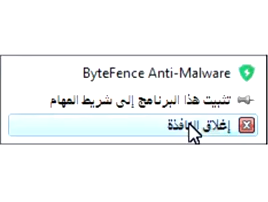 ByteFence Anti-Malware
تثبيت هذا البرنامج إلى شريط المهام
إغلاق النافذة